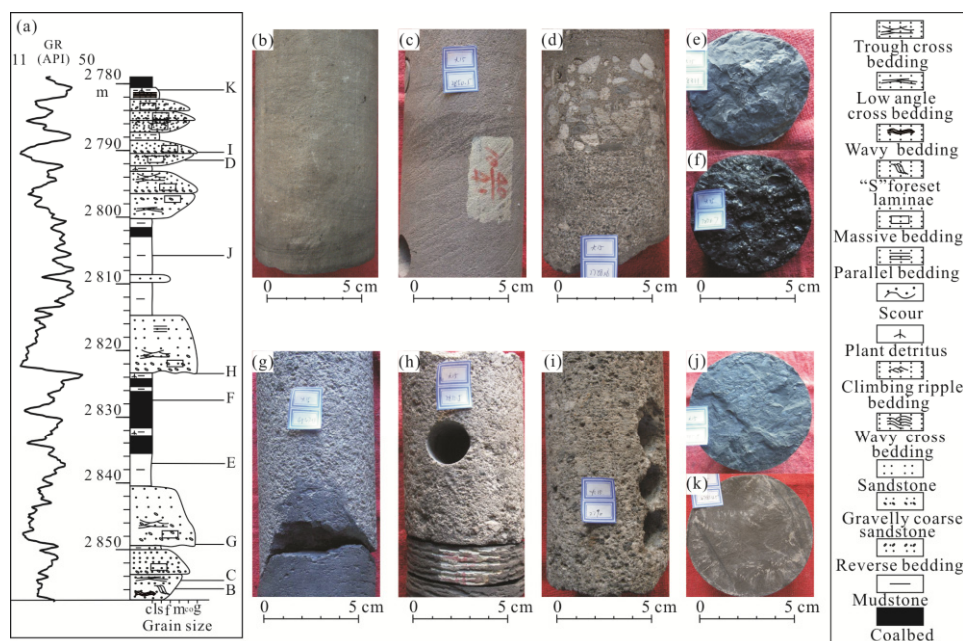 (a)
GR
(API)
11 50
2 780
m
2 790
2 800
2 810
2 820
2 830
2 840
2 850
K
I
D
J
H
F
E
G
C
B
cl s f m co g
Grain size
(b)
(c)
(d)
(e)
(f)
0 5 cm
0 5 cm
0 5 cm
0 5 cm
(g)
(h)
(i)
(j)
(k)
0 5 cm
0 5 cm
0 5 cm
0 5 cm
Trough cross
bedding
Low angle
cross bedding
Wavy bedding
“S”foreset
laminae
Massive bedding
Parallel bedding
Scour
Plant detritus
Climbing ripple
bedding
Wavy cross
bedding
Sandstone
Gravelly coarse
sandstone
Reverse bedding
Mudstone
Coalbed